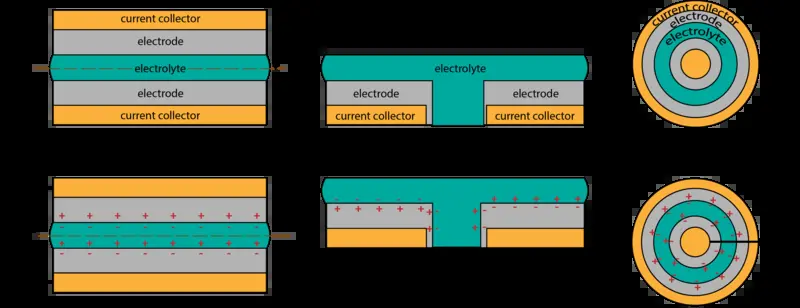 current collector
electrode
electrolyte
electrode
current collector
electrolyte
electrode
electrode
current collector
current collector
current collector
electrode
electrolyte
+ + + + + + + +
- - - - - - - -
+ + + + + + + +
- - - - - - - -